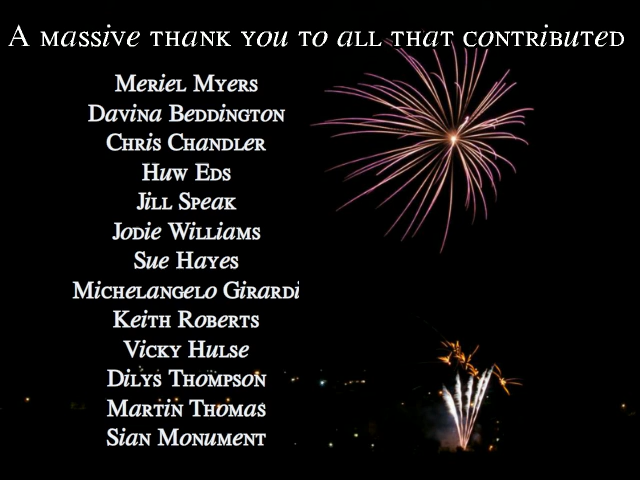 A massive thank you to all that contributed
Meriel Myers
Davina Beddington
Chris Chandler
Huw Eds
Jill Speak
Jodie Williams
Sue Hayes
Michelangelo Girardi
Keith Roberts
Vicky Hulse
Dilys Thompson
Martin Thomas
Sian Monument